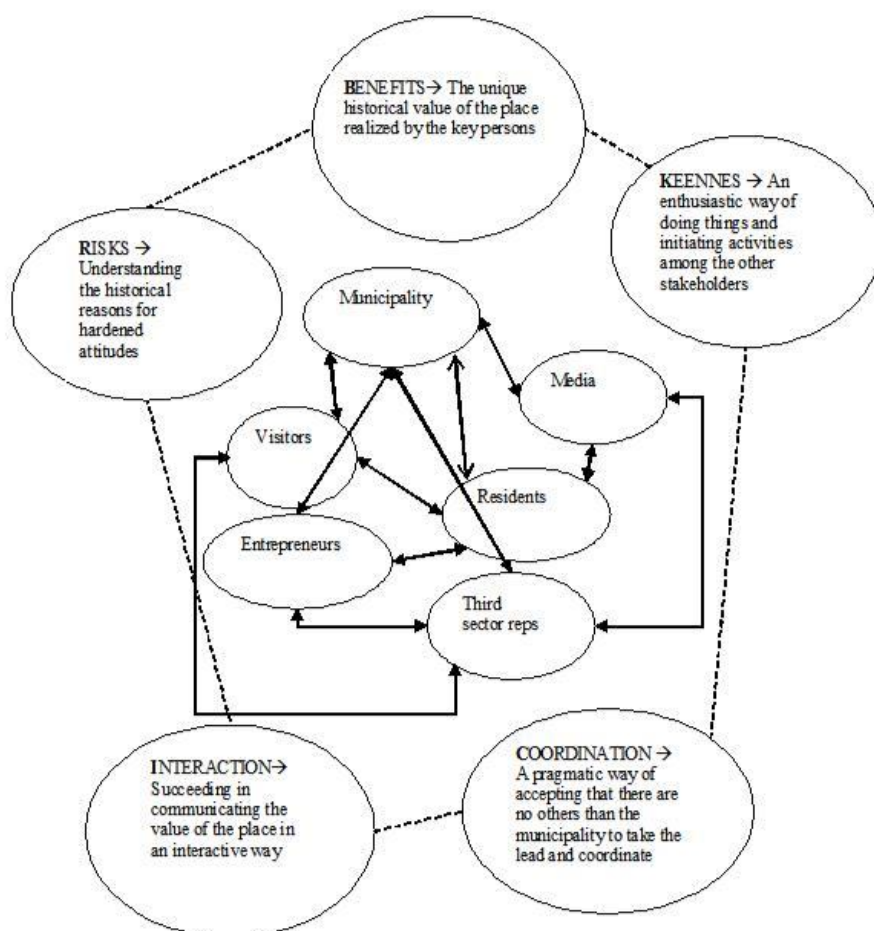 BENEFITS→ The unique
historical value of the place
realized by the key persons
KEENNES → An
enthusiastic way of
doing things and
initiating activities
among the other
stakeholders
RISKS →
Understanding
the historical
reasons for
hardened
attitudes
Municipality
Media
Visitors
Residents
Entrepreneurs
Third
sector reps
INTERACTION→
Succeeding in
communicating the
value of the place in
an interactive way
COORDINATION →
A pragmatic way of
accepting that there are
no others than the
municipality to take the
lead and coordinate